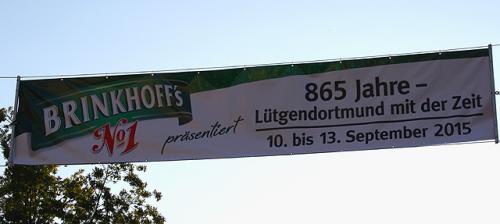 BRINKHOFF's
No1
präsentiert
865 Jahre –
Lütgendortmund mit der Zeit
10. bis 13. September 2015